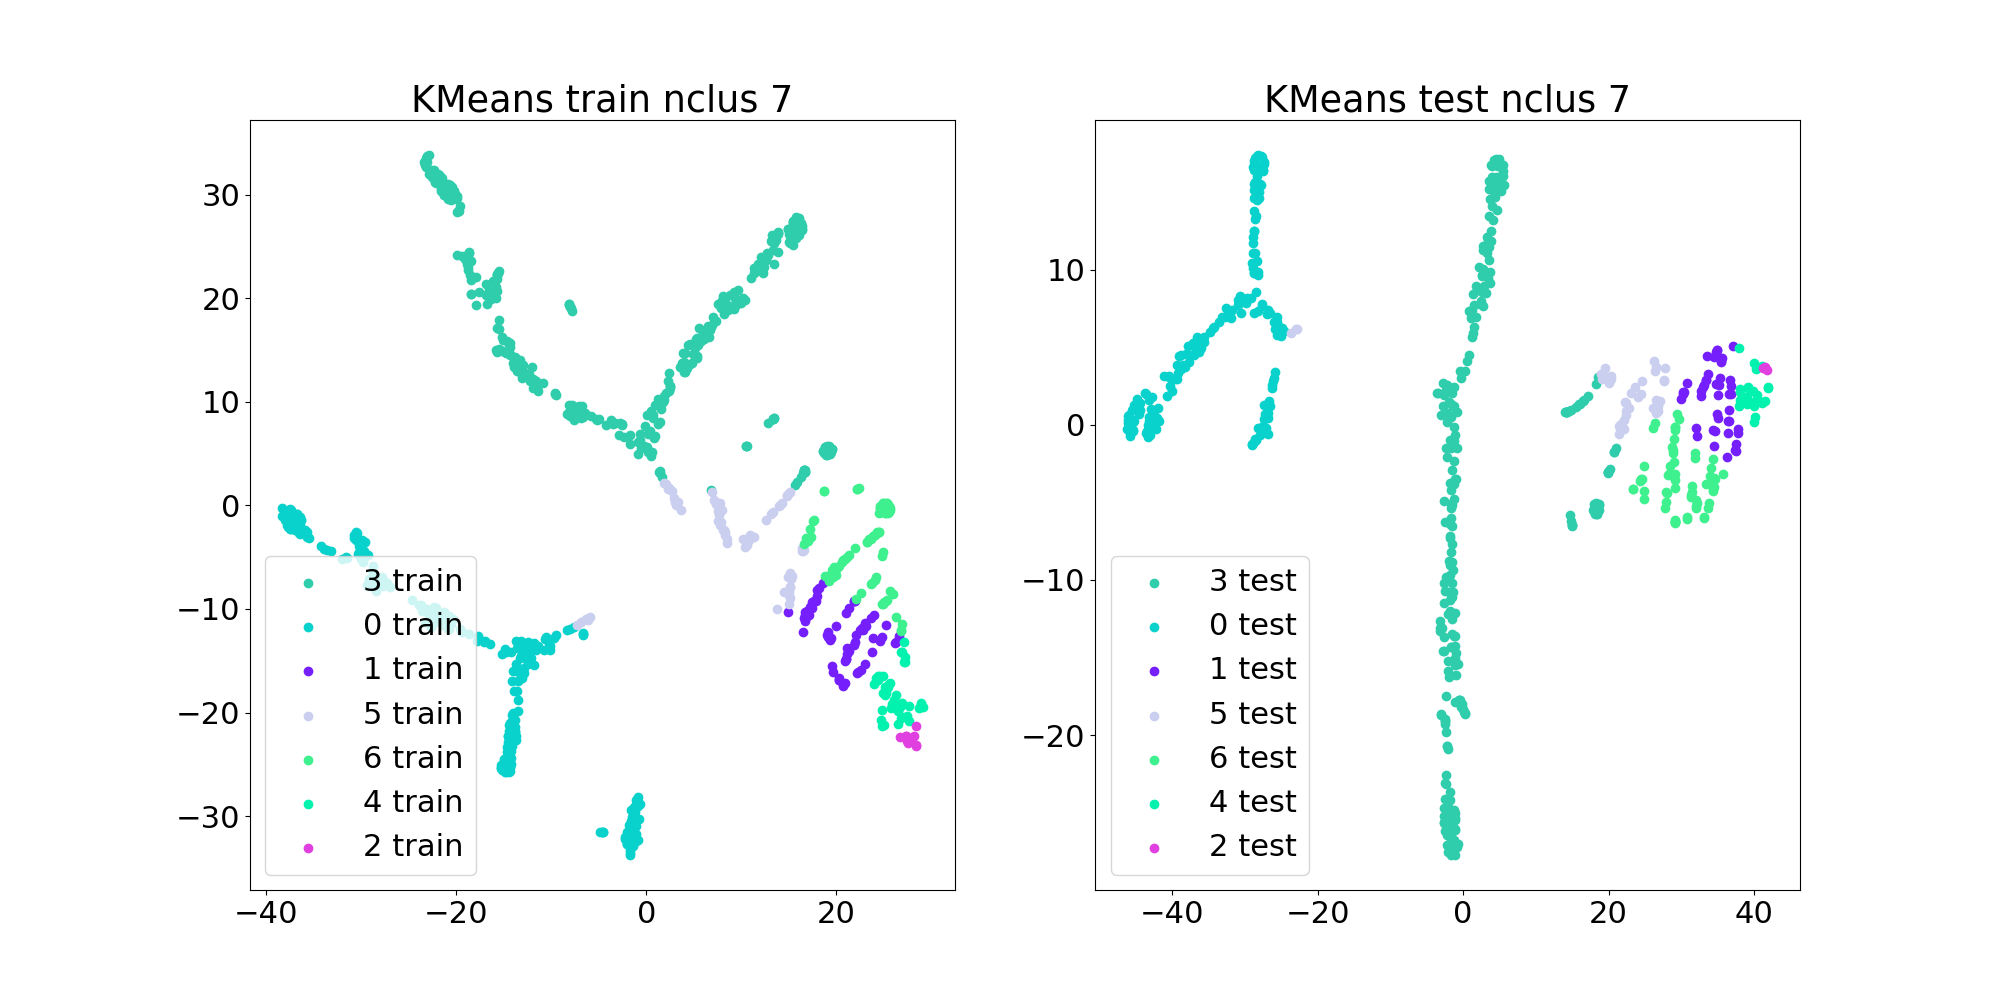 KMeans train nclus 7
30
20
10
0
−10
−20
−30
−40
−20
0
20
3 train
0 train
1 train
5 train
6 train
4 train
2 train
KMeans test nclus 7
10
0
−10
−20
−40
−20
0
20
40
3 test
0 test
1 test
5 test
6 test
4 test
2 test